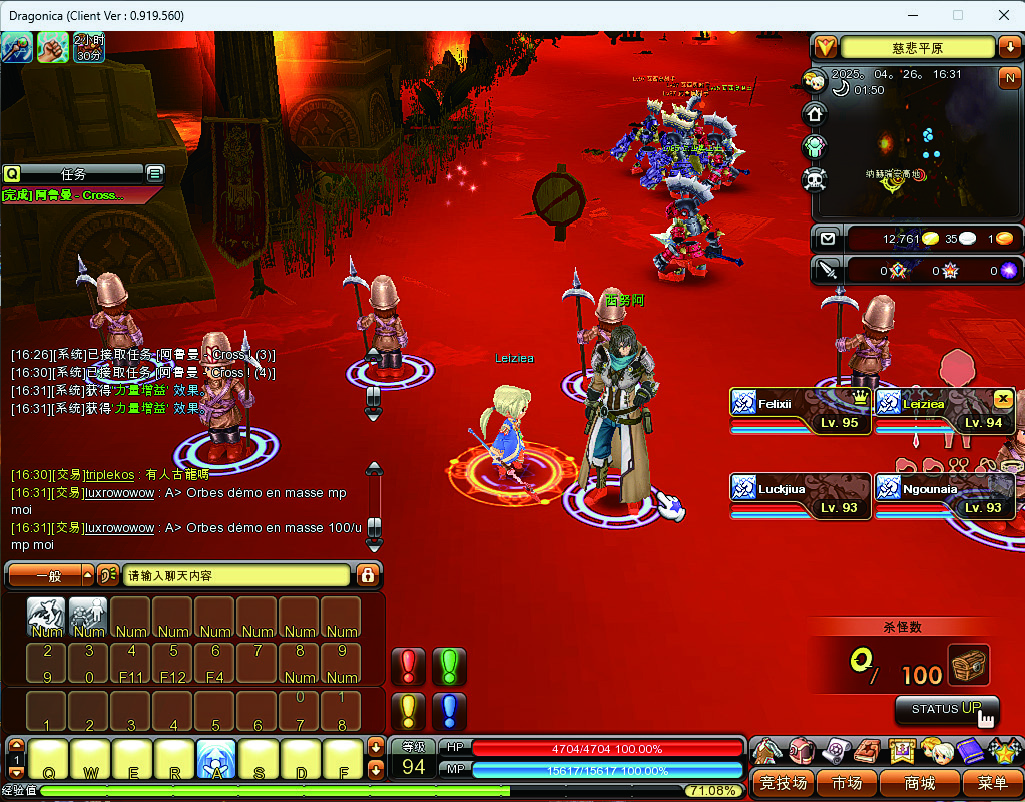 Dragonica (Client Ver : 0.919.560)
2小时
30分
慈悲平原
2025。 04。 '26。 16:31
01:50
N
纳赫瑞安高地
12.761 35 1
0 0 0
Q 任务
[完成] 阿鲁曼 - Cross...
西努阿
Leiziea
[16:26][系统]已接取任务 [阿鲁曼 - Cross ! (3)]
[16:30][系统]已接取任务 [阿鲁曼 - Cross ! (4)]
[16:31][系统]获得'力量增益' 效果。
[16:31][系统]获得'力量增益' 效果。
[16:30][交易]triplekos : 有人古龍嗎
[16:31][交易]luxrowowow : A> Orbes démo en masse mp
moi
[16:31][交易]luxrowowow : A> Orbes démo en masse 100/u
mp moi
Felixii
Lv. 95
Leiziea
Lv. 94
Luckjiua
Lv. 93
Ngounaia
Lv. 93
一般
请输入聊天内容
Num Num Num Num Num Num Num Num
2 3 4 5 6 7 8 9
9 0 F11 F12 F4 Num Num
0 1
1 2 3 4 5 6 7 8
杀怪数
0/ 100
STATUS UP
1
Q W E R A S D F
等级
94
HP 4704/4704 100.00%
MP 15617/15617 100.00%
竞技场 市场 商城 菜单
经验值 71.08%